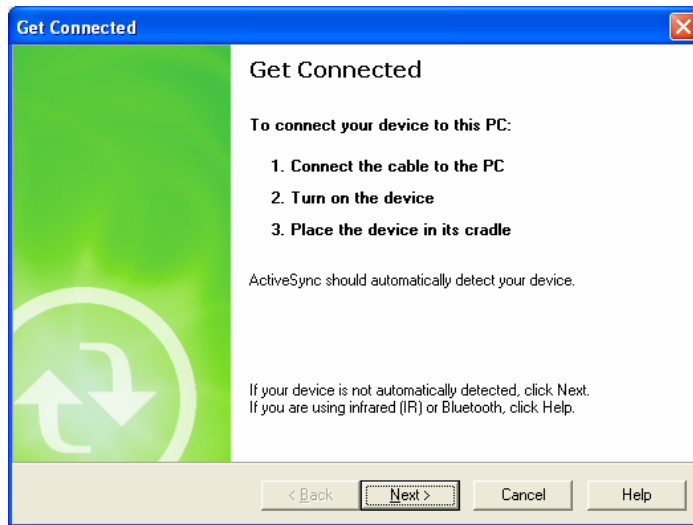 Get Connected
Get Connected
To connect your device to this PC:
1. Connect the cable to the PC
2. Turn on the device
3. Place the device in its cradle
ActiveSync should automatically detect your device.
If your device is not automatically detected, click Next.
If you are using infrared (IR) or Bluetooth, click Help.
< Back Next > Cancel Help